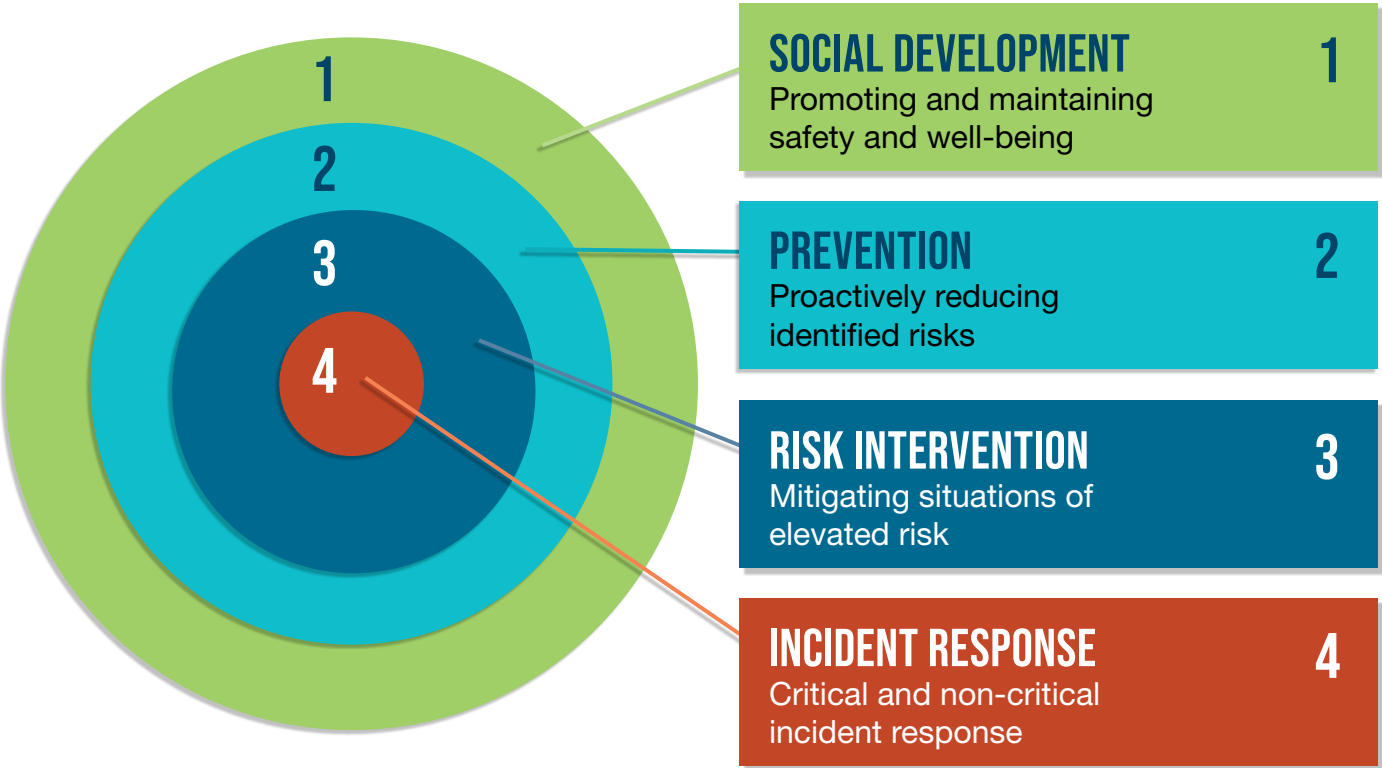 1
2
3
4
SOCIAL DEVELOPMENT 1
Promoting and maintaining
safety and well-being
PREVENTION 2
Proactively reducing
identified risks
RISK INTERVENTION 3
Mitigating situations of
elevated risk
INCIDENT RESPONSE 4
Critical and non-critical
incident response